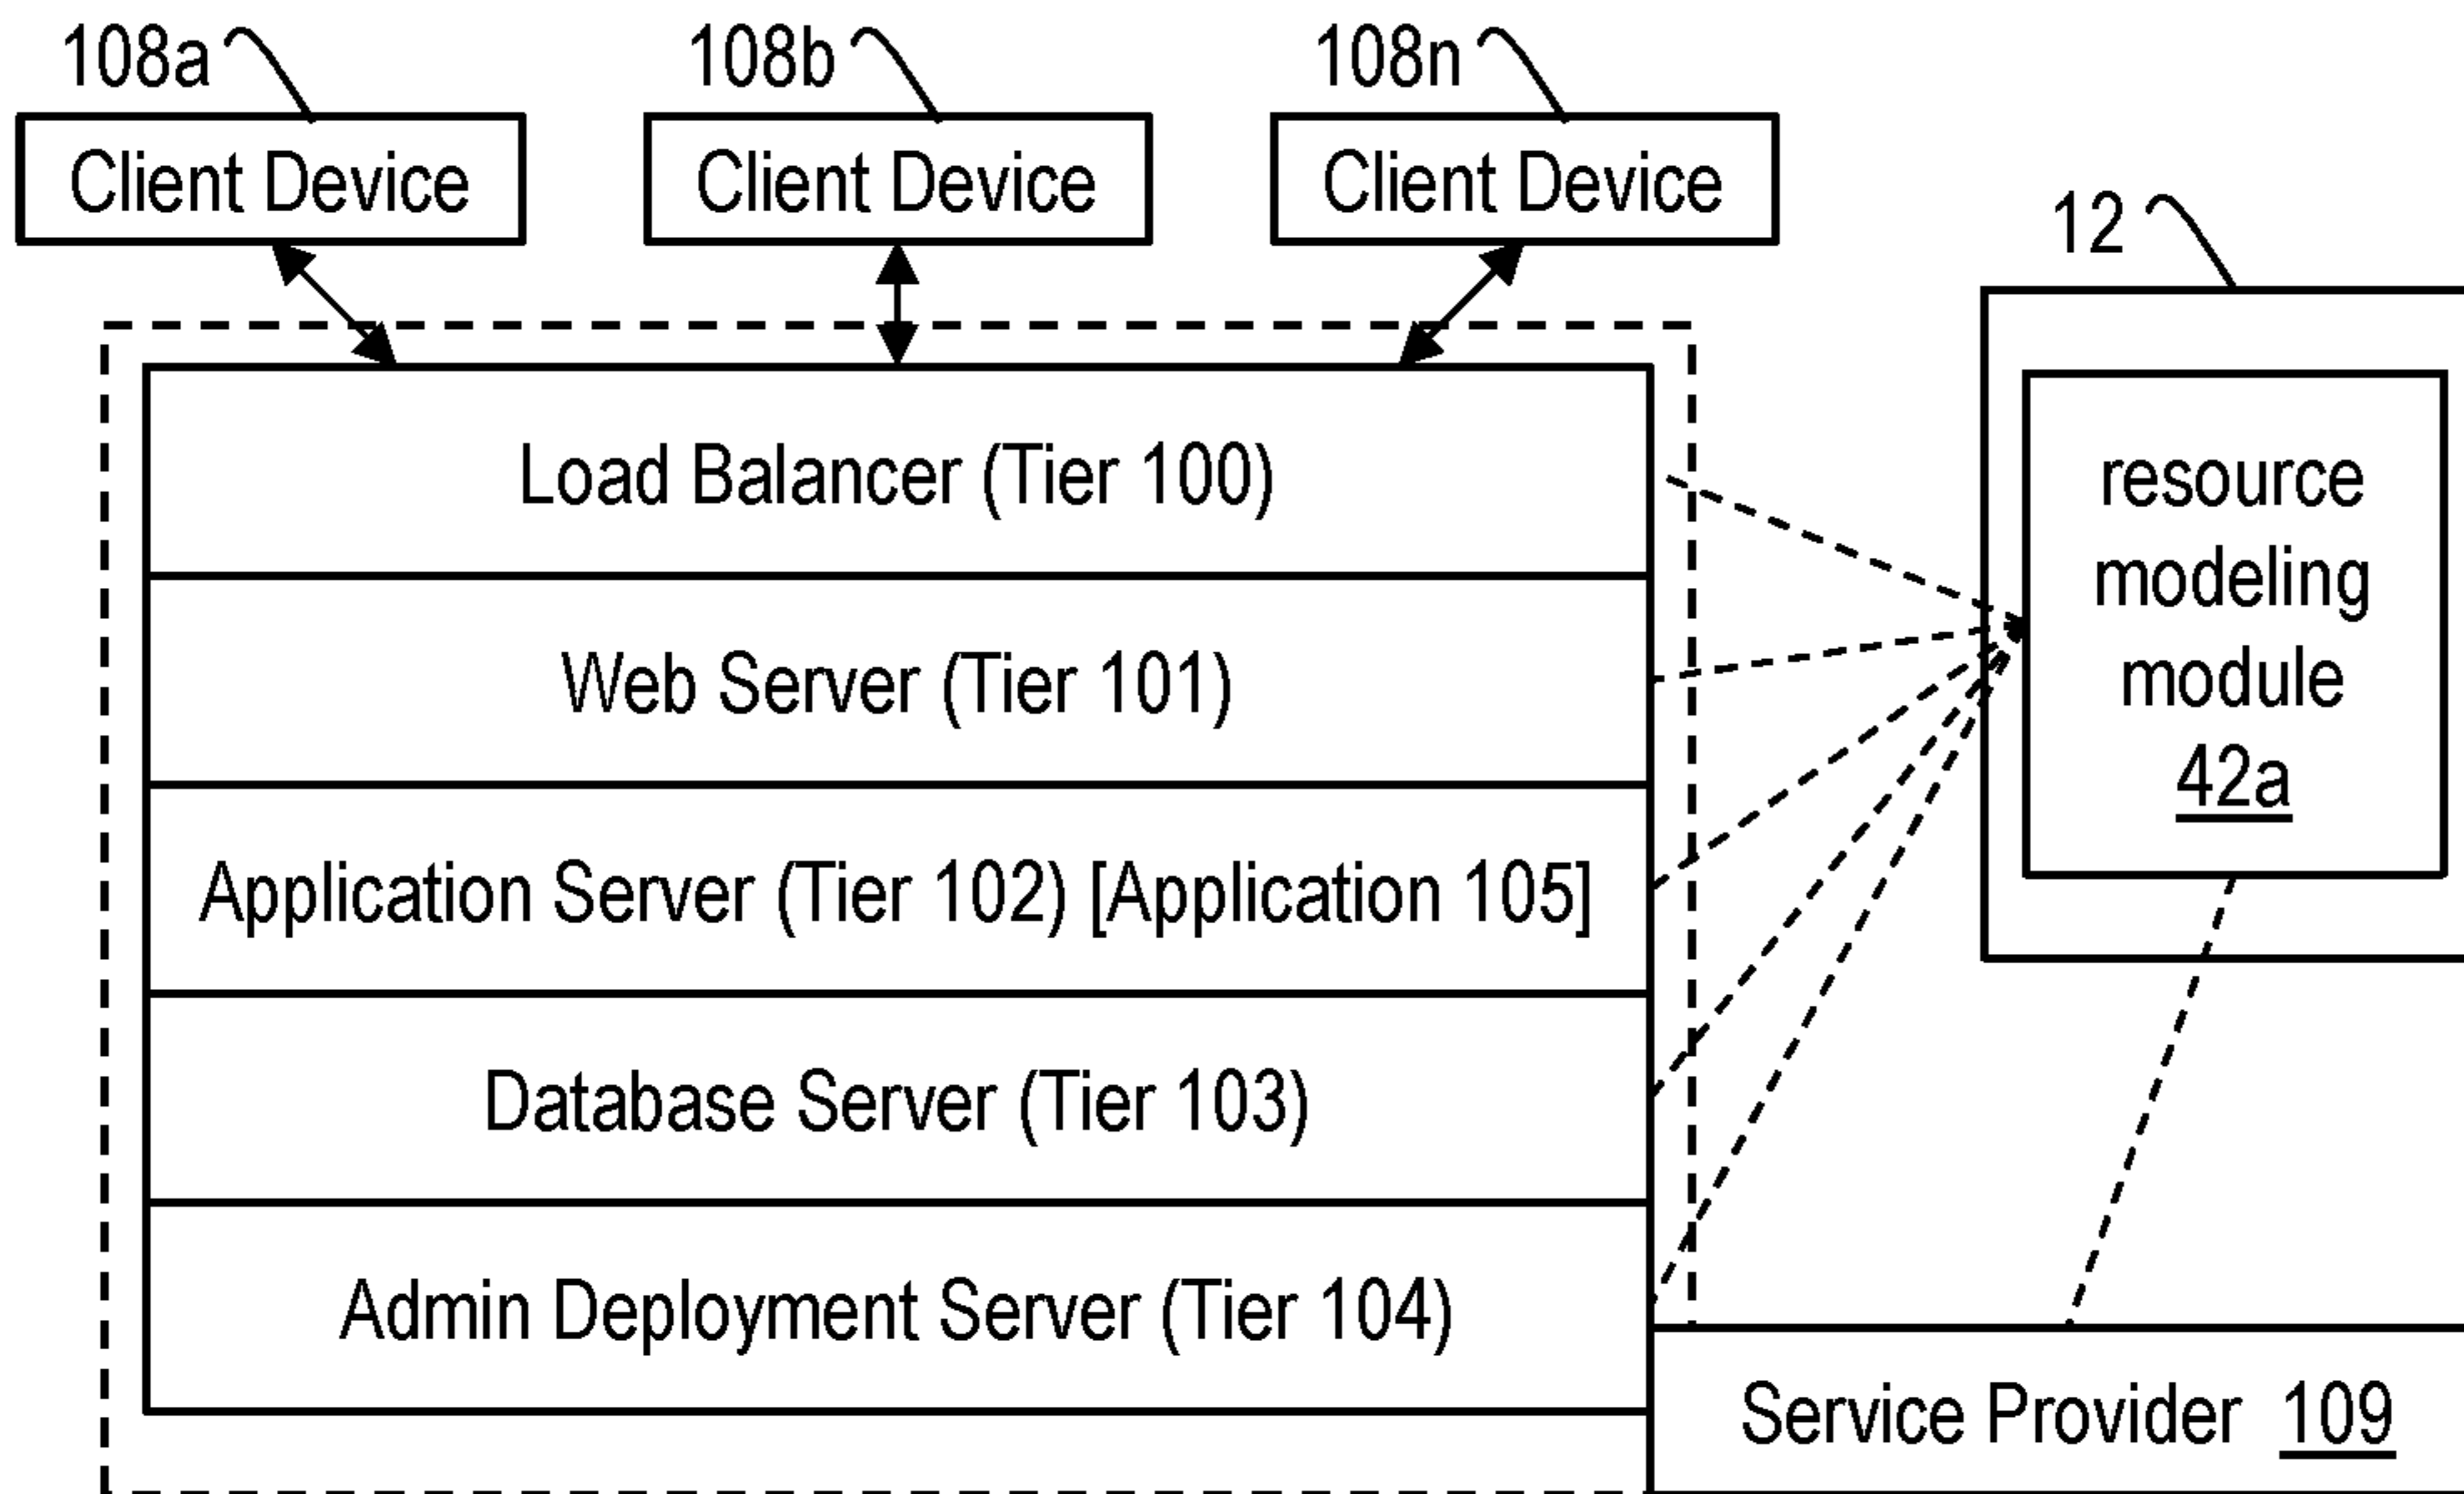 108a
108b
108n
Client Device
Client Device
Client Device
12
Load Balancer (Tier 100)
Web Server (Tier 101)
Application Server (Tier 102) [Application 105]
Database Server (Tier 103)
Admin Deployment Server (Tier 104)
resource
modeling
module
42a
Service Provider 109